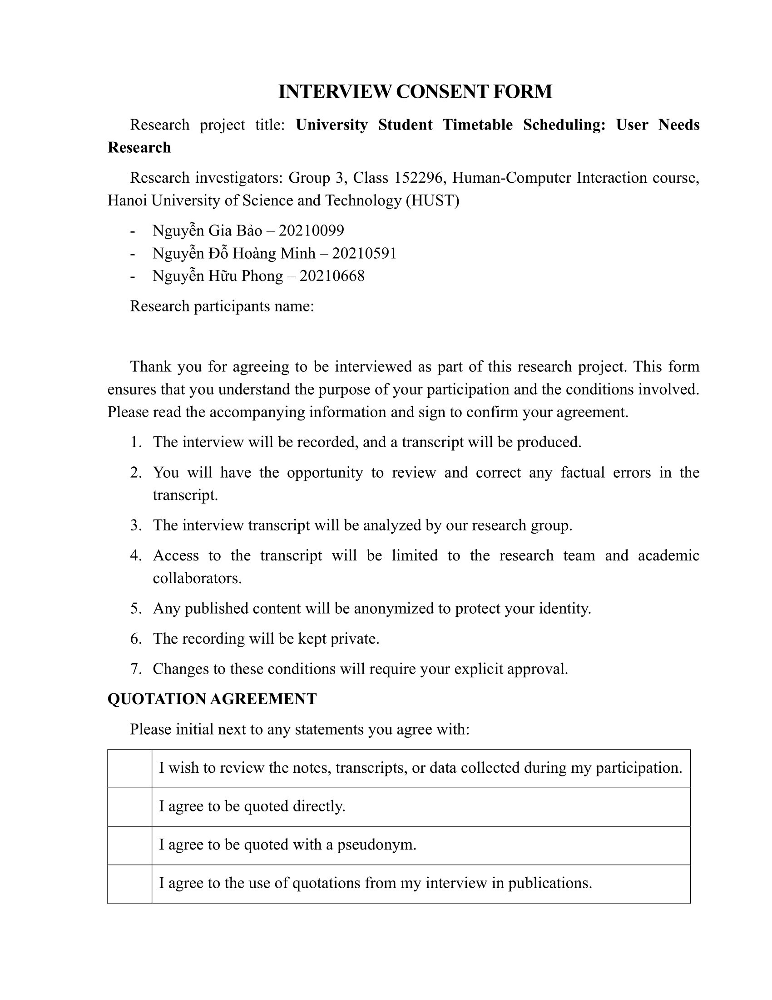 INTERVIEW CONSENT FORM
Research project title: University Student Timetable Scheduling: User Needs
Research
Research investigators: Group 3, Class 152296, Human-Computer Interaction course,
Hanoi University of Science and Technology (HUST)
- Nguyễn Gia Bảo – 20210099
- Nguyễn Đỗ Hoàng Minh – 20210591
- Nguyễn Hữu Phong – 20210668
Research participants name:
Thank you for agreeing to be interviewed as part of this research project. This form
ensures that you understand the purpose of your participation and the conditions involved.
Please read the accompanying information and sign to confirm your agreement.
1. The interview will be recorded, and a transcript will be produced.
2. You will have the opportunity to review and correct any factual errors in the
transcript.
3. The interview transcript will be analyzed by our research group.
4. Access to the transcript will be limited to the research team and academic
collaborators.
5. Any published content will be anonymized to protect your identity.
6. The recording will be kept private.
7. Changes to these conditions will require your explicit approval.
QUOTATION AGREEMENT
Please initial next to any statements you agree with:
I wish to review the notes, transcripts, or data collected during my participation.
I agree to be quoted directly.
I agree to be quoted with a pseudonym.
I agree to the use of quotations from my interview in publications.